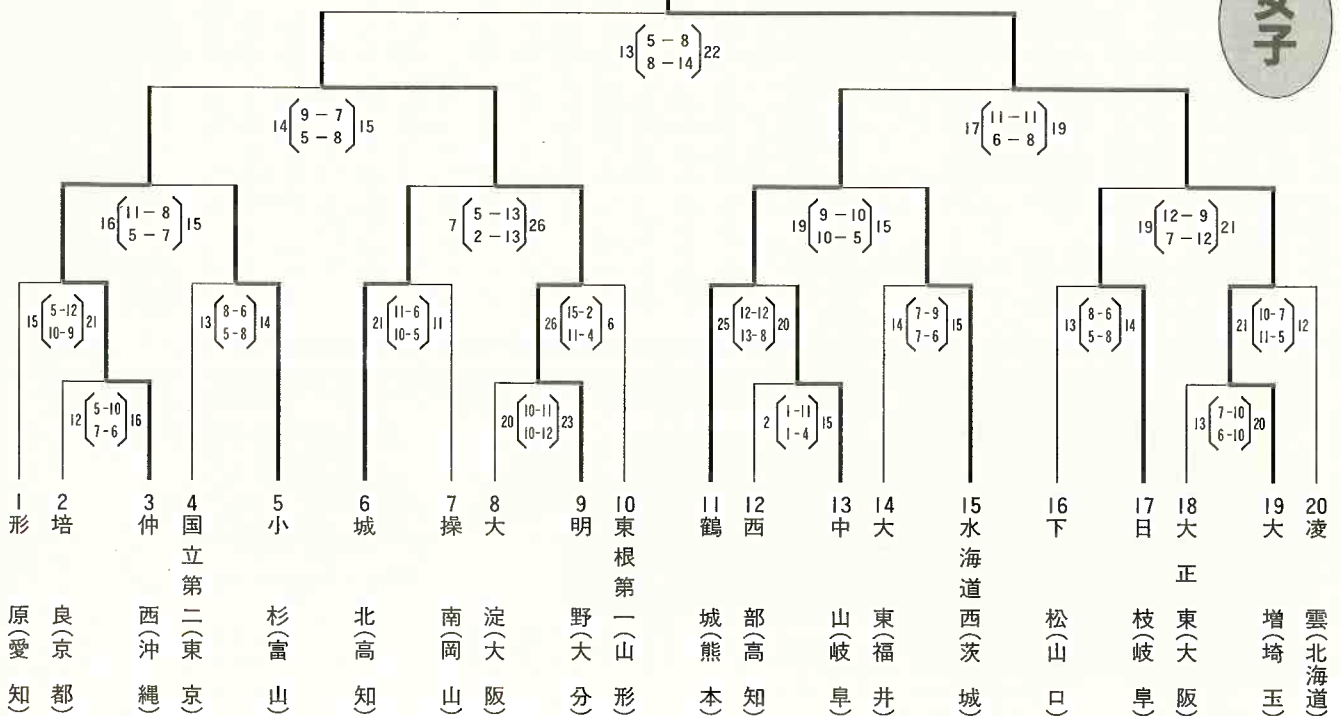 女子
13(5-8 8-14)22
14(9-7 5-8)15
17(11-11 6-8)19
16(11-8 5-7)15
7(5-13 2-13)26
19(9-10 10-5)15
19(12-9 7-12)21
15(5-12 10-9)21
13(8-6 5-8)14
21(11-6 10-5)11
26(15-2 11-4)6
25(12-12 13-8)20
14(7-9 7-6)15
13(8-6 5-8)14
21(10-7 11-5)12
12(5-10 7-6)16
20(10-11 10-12)23
2(1-11 1-4)15
13(7-10 6-10)20
1 形原(愛知)
2 培良(京都)
3 仲西(沖縄)
4 国立第二(東京)
5 小杉(富山)
6 城北(高知)
7 操南(岡山)
8 大淀(大阪)
9 明野(大分)
10 東根第一(山形)
11 鶴城(熊本)
12 西部(高知)
13 中山(岐阜)
14 大東(福井)
15 水海道西(茨城)
16 下松(山口)
17 日枝(岐阜)
18 大正東(大阪)
19 大増(埼玉)
20 凌雲(北海道)